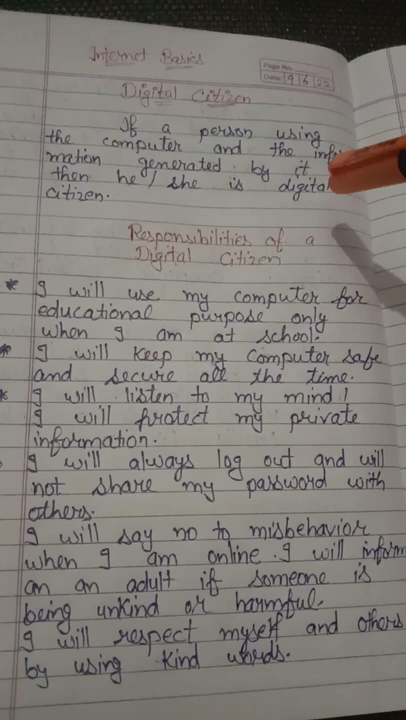 Internet Basics
Page No.
Date: 9 6 22
Digital Citizen
If a person using
the computer and the infor
mation generated by it
then he / she is digital
citizen.
Responsibilities of a
Digital Citizen
* I will use my computer for
educational purpose only
when I am at school.
* I will keep my computer safe
and secure all the time.
* I will listen to my mind!
I will protect my private
information.
I will always log out and will
not share my password with
others.
I will say no to misbehavior
when I am online. I will inform
an an adult if someone is
being unkind or harmful.
I will respect myself and others
by using kind words.